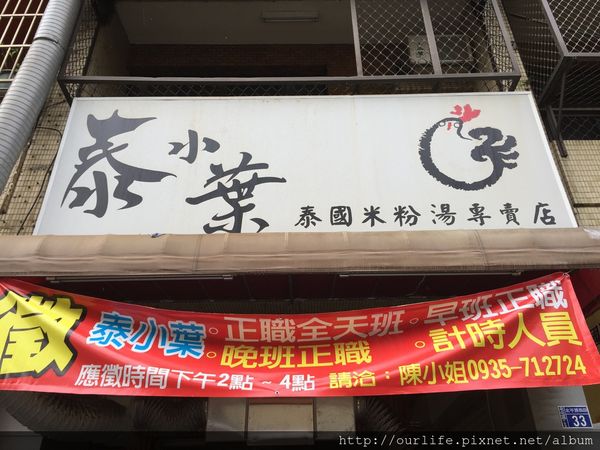 泰小葉
泰國米粉湯專賣店
徵
泰小葉。正職全天班。早班正職
。晚班正職 。計時人員
應徵時間下午2點~4點 請洽：陳小姐0935-712724
33
http://ourlife.pixnet.net/album